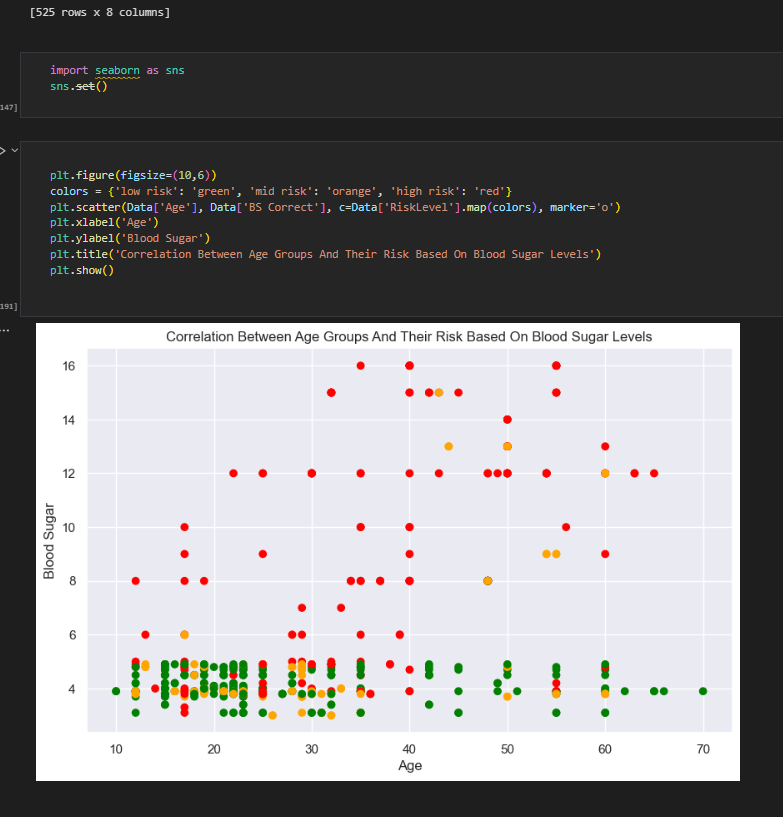 [525 rows x 8 columns]
import seaborn as sns
sns.set()
147]
plt.figure(figsize=(10,6))
colors = {'low risk': 'green', 'mid risk': 'orange', 'high risk': 'red'}
plt.scatter(Data['Age'], Data['BS Correct'], c=Data['RiskLevel'].map(colors), marker='o')
plt.xlabel('Age')
plt.ylabel('Blood Sugar')
plt.title('Correlation Between Age Groups And Their Risk Based On Blood Sugar Levels')
plt.show()
191]
...
Correlation Between Age Groups And Their Risk Based On Blood Sugar Levels
16
14
12
10
8
6
4
Blood Sugar
10 20 30 40 50 60 70
Age